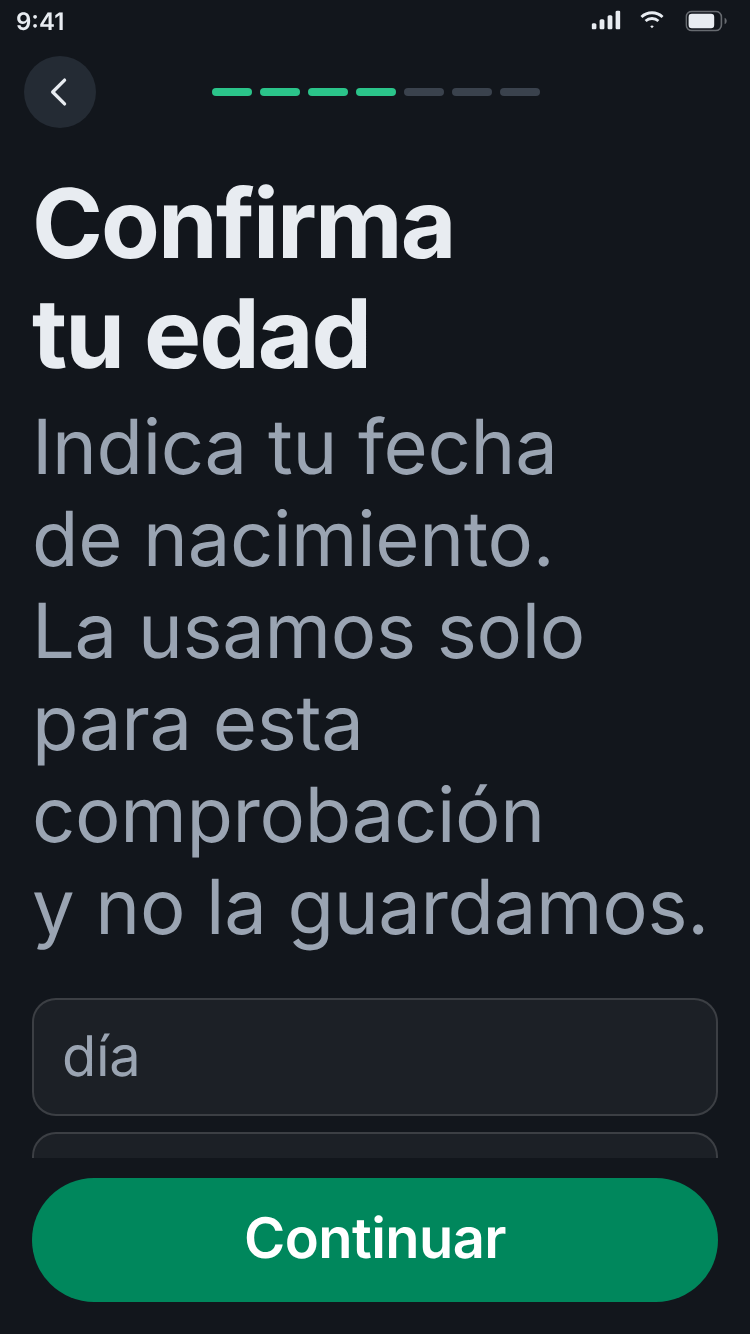 9:41
Confirma
tu edad
Indica tu fecha
de nacimiento.
La usamos solo
para esta
comprobación
y no la guardamos.
día
Continuar